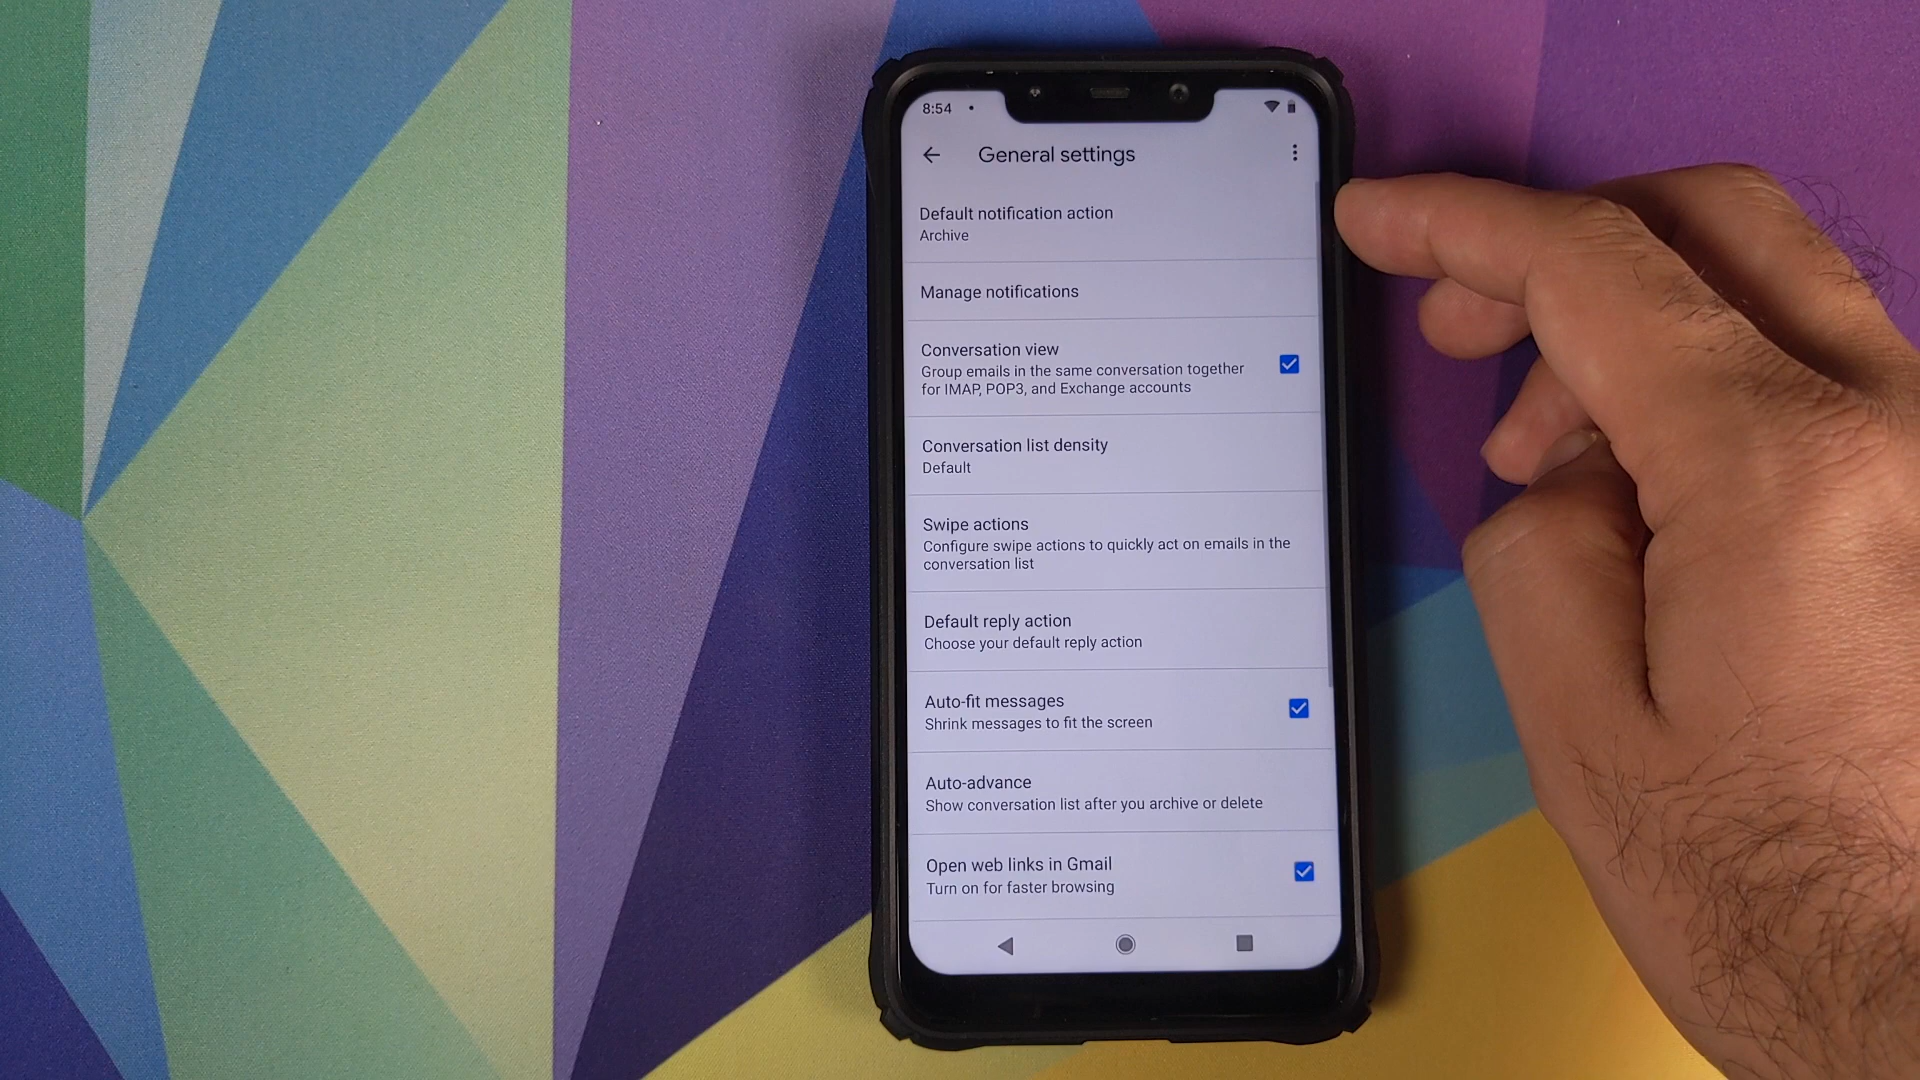 8:54
General settings
Default notification action
Archive
Manage notifications
Conversation view
Group emails in the same conversation together
for IMAP, POP3, and Exchange accounts
Conversation list density
Default
Swipe actions
Configure swipe actions to quickly act on emails in the
conversation list
Default reply action
Choose your default reply action
Auto-fit messages
Shrink messages to fit the screen
Auto-advance
Show conversation list after you archive or delete
Open web links in Gmail
Turn on for faster browsing